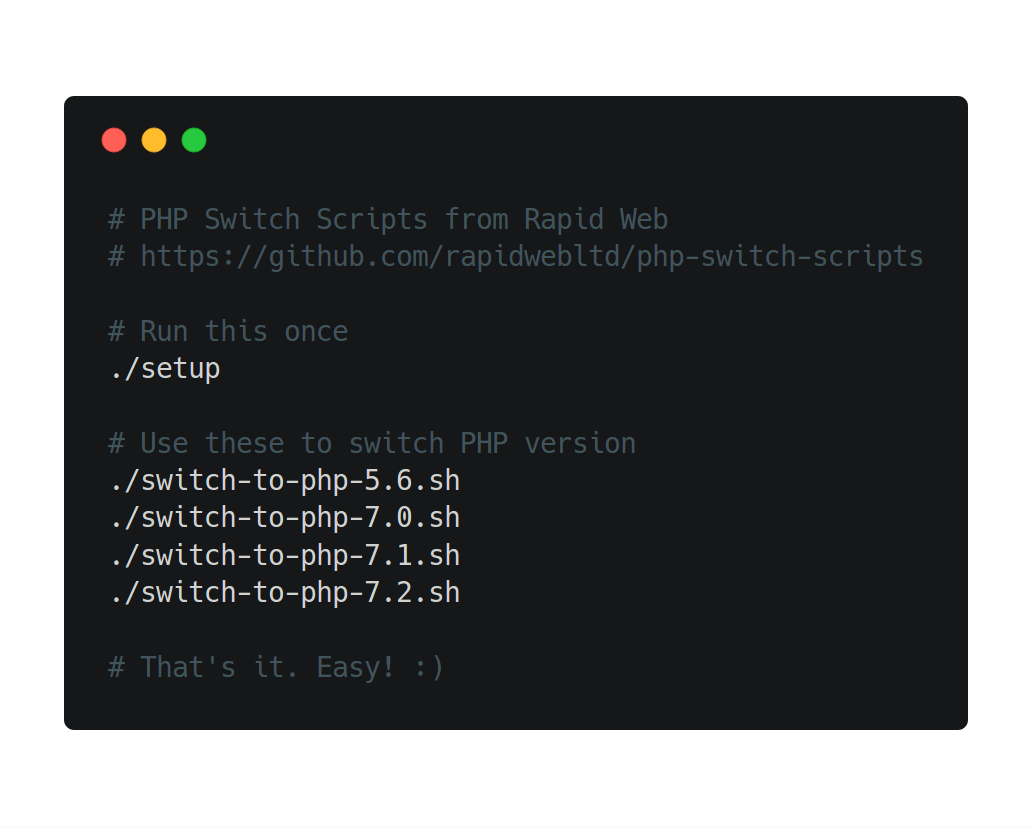 # PHP Switch Scripts from Rapid Web
# https://github.com/rapidwebltd/php-switch-scripts
# Run this once
./setup
# Use these to switch PHP version
./switch-to-php-5.6.sh
./switch-to-php-7.0.sh
./switch-to-php-7.1.sh
./switch-to-php-7.2.sh
# That's it. Easy! :)